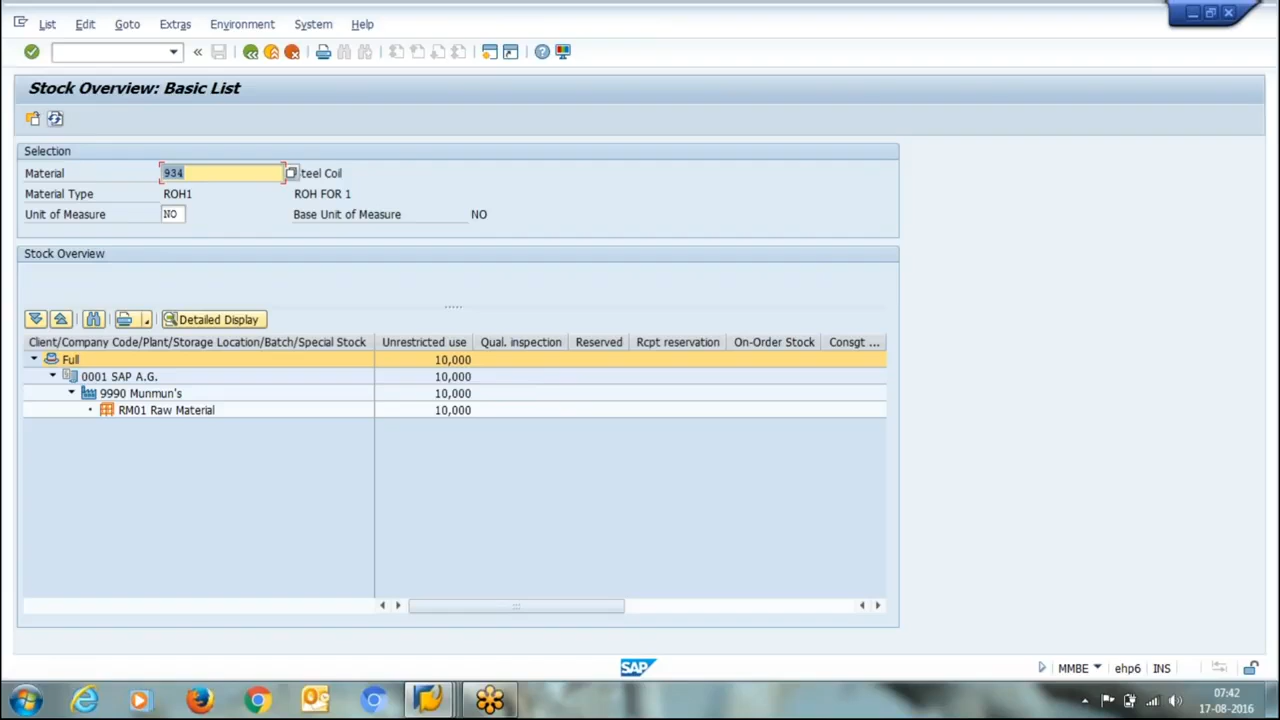 List Edit Goto Extras Environment System Help
Stock Overview: Basic List
Selection
Material 934 teel Coil
Material Type ROH1 ROH FOR 1
Unit of Measure NO Base Unit of Measure NO
Stock Overview
Detailed Display
Client/Company Code/Plant/Storage Location/Batch/Special Stock Unrestricted use Qual. inspection Reserved Rcpt reservation On-Order Stock Consgt ...
Full 10,000
0001 SAP A.G. 10,000
9990 Munmun's 10,000
RM01 Raw Material 10,000
SAP MMBE ehp6 INS
07:42
17-08-2016